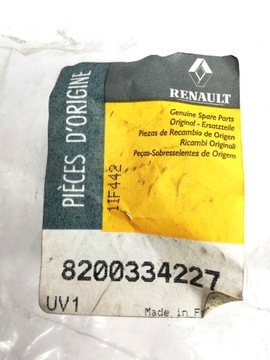 PIÈCES D'ORIGINE
RENAULT
Genuine Spare Parts
Original - Ersatzteile
Piezas de Recambio de Origen
Ricambi Originali
Peças-Sobresselentes de Origem
1IF442
8200334227
UV1
Made in